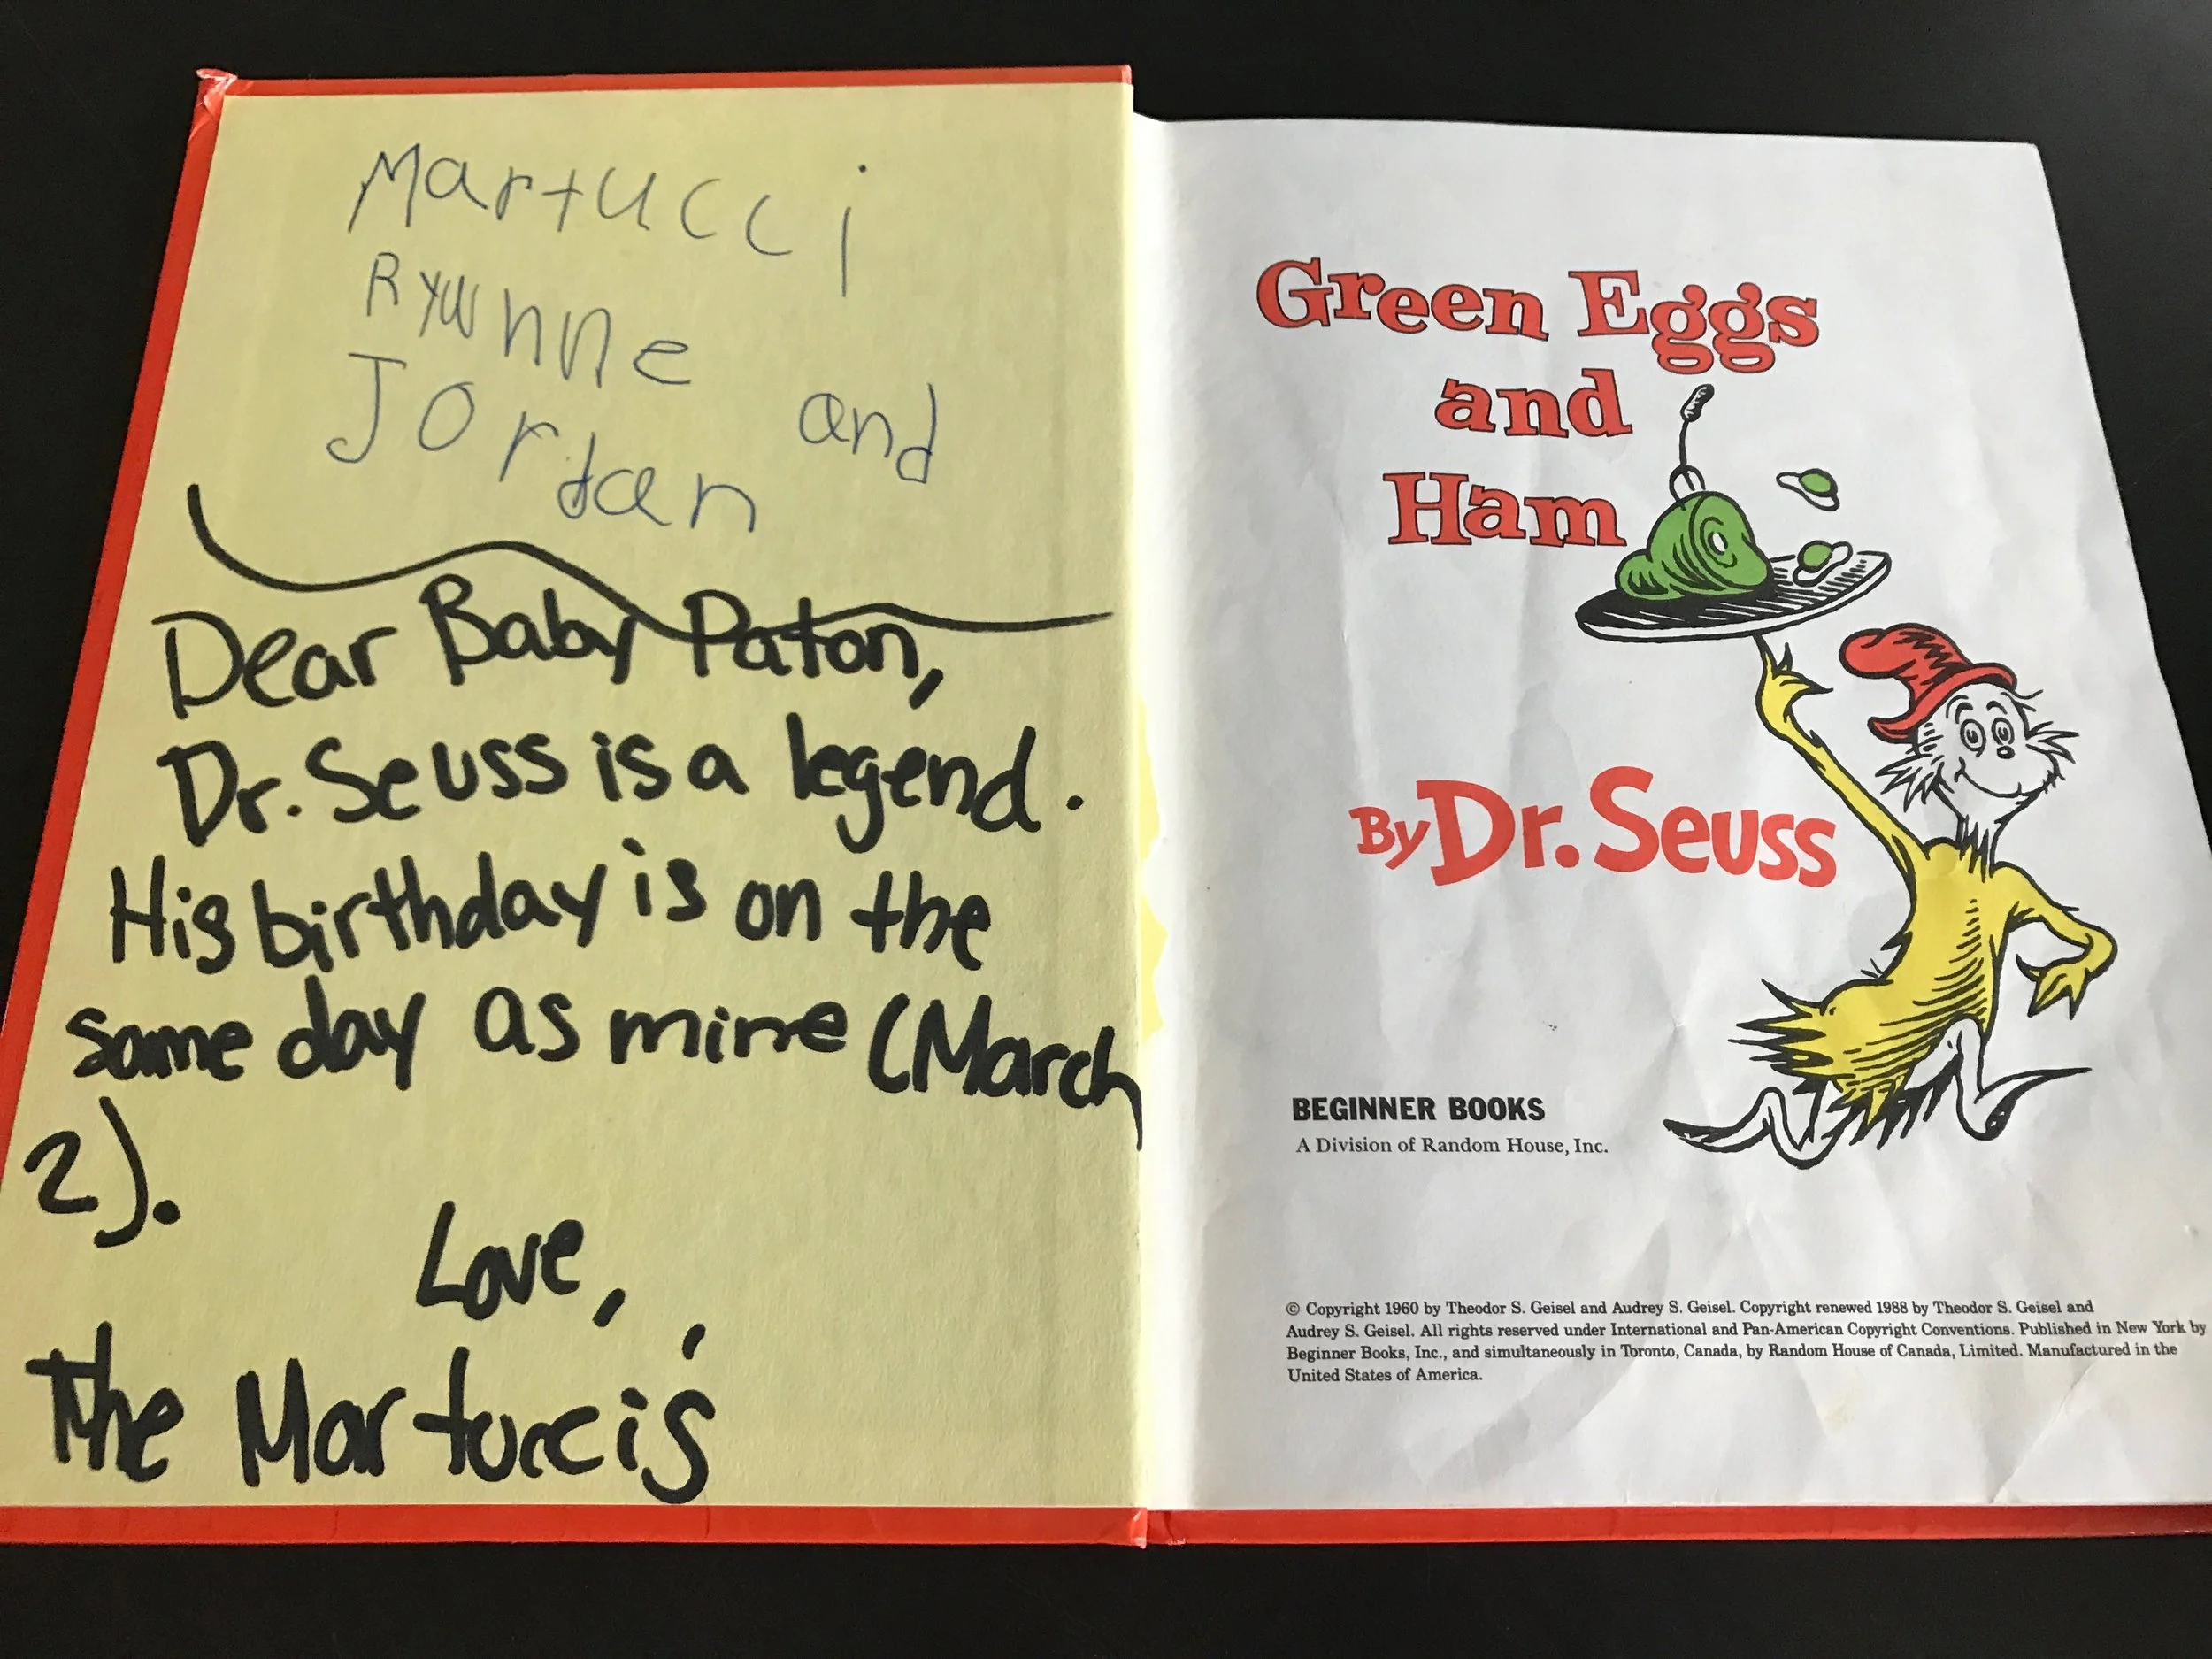 Martucci
Rywnne
Jordan and
Dear Baby Paton,
Dr. Seuss is a legend.
His birthday is on the
same day as mine (March
2).
Love,
The Martucci's
Green Eggs
and
Ham
By Dr. Seuss
BEGINNER BOOKS
A Division of Random House, Inc.
© Copyright 1960 by Theodor S. Geisel and Audrey S. Geisel. Copyright renewed 1988 by Theodor S. Geisel and
Audrey S. Geisel. All rights reserved under International and Pan-American Copyright Conventions. Published in New York by
Beginner Books, Inc., and simultaneously in Toronto, Canada, by Random House of Canada, Limited. Manufactured in the
United States of America.